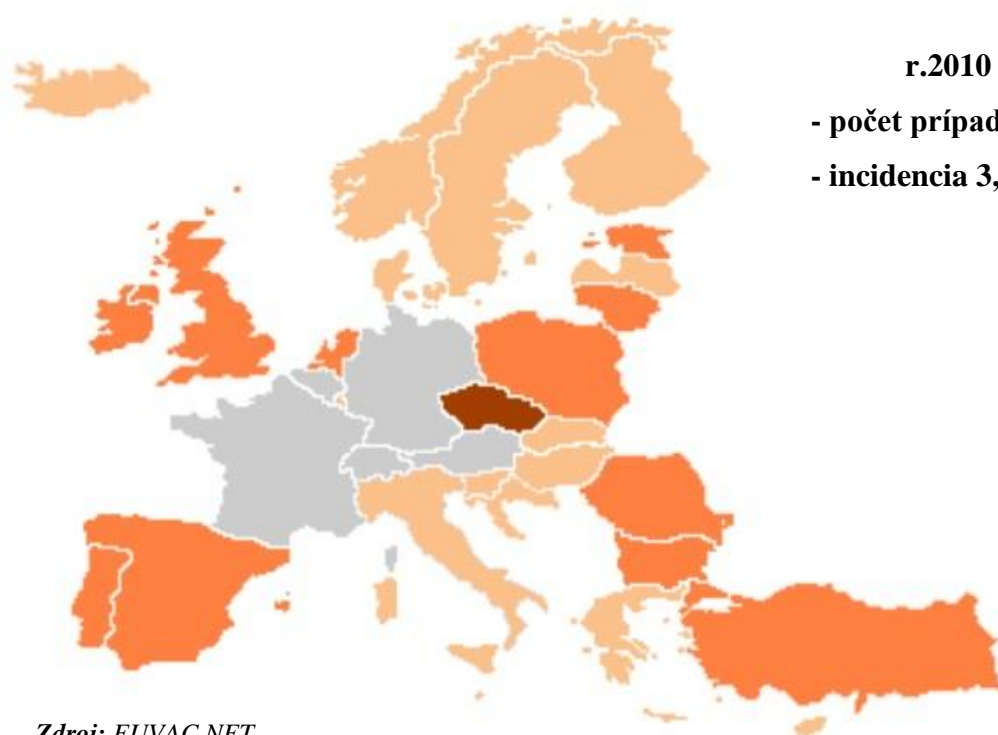 r.2010
- počet prípad
- incidencia 3,
Zdroj: EUVAC.NET